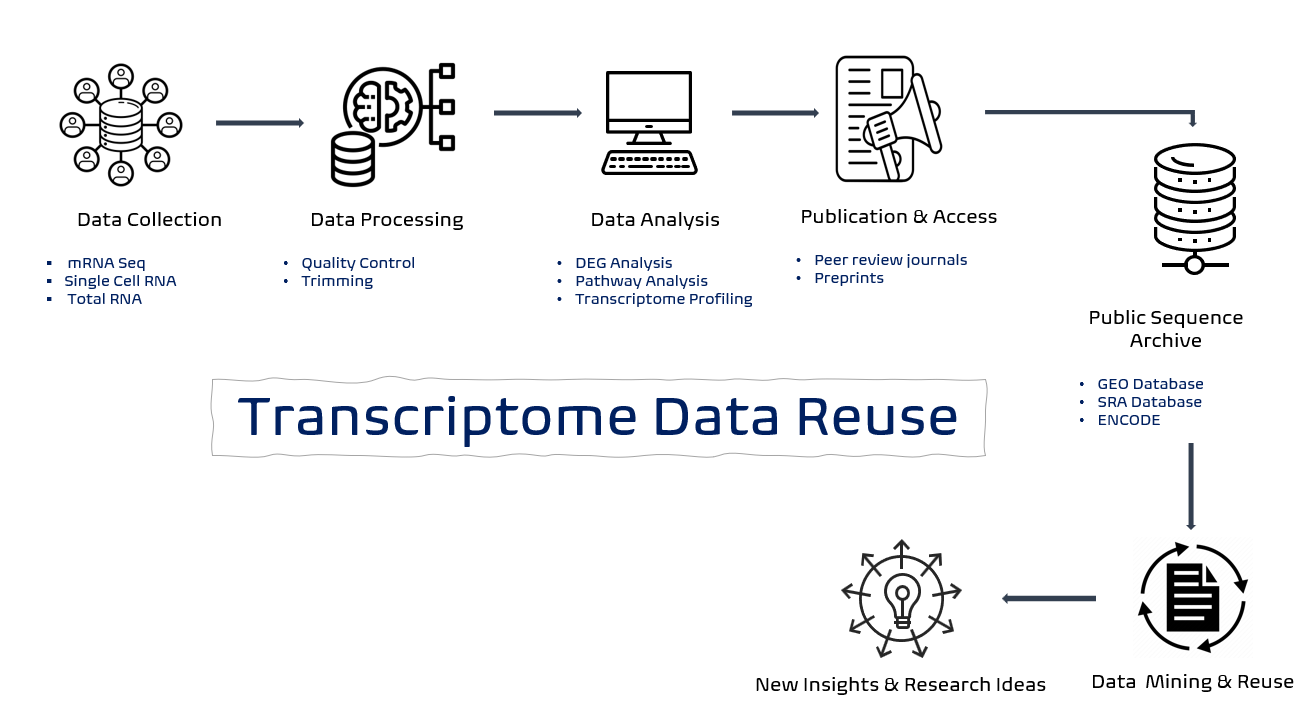 Data Collection
▪ mRNA Seq
▪ Single Cell RNA
▪ Total RNA
Data Processing
• Quality Control
• Trimming
Data Analysis
• DEG Analysis
• Pathway Analysis
• Transcriptome Profiling
Publication & Access
• Peer review journals
• Preprints
Public Sequence
Archive
• GEO Database
• SRA Database
• ENCODE
Transcriptome Data Reuse
New Insights & Research Ideas
Data Mining & Reuse